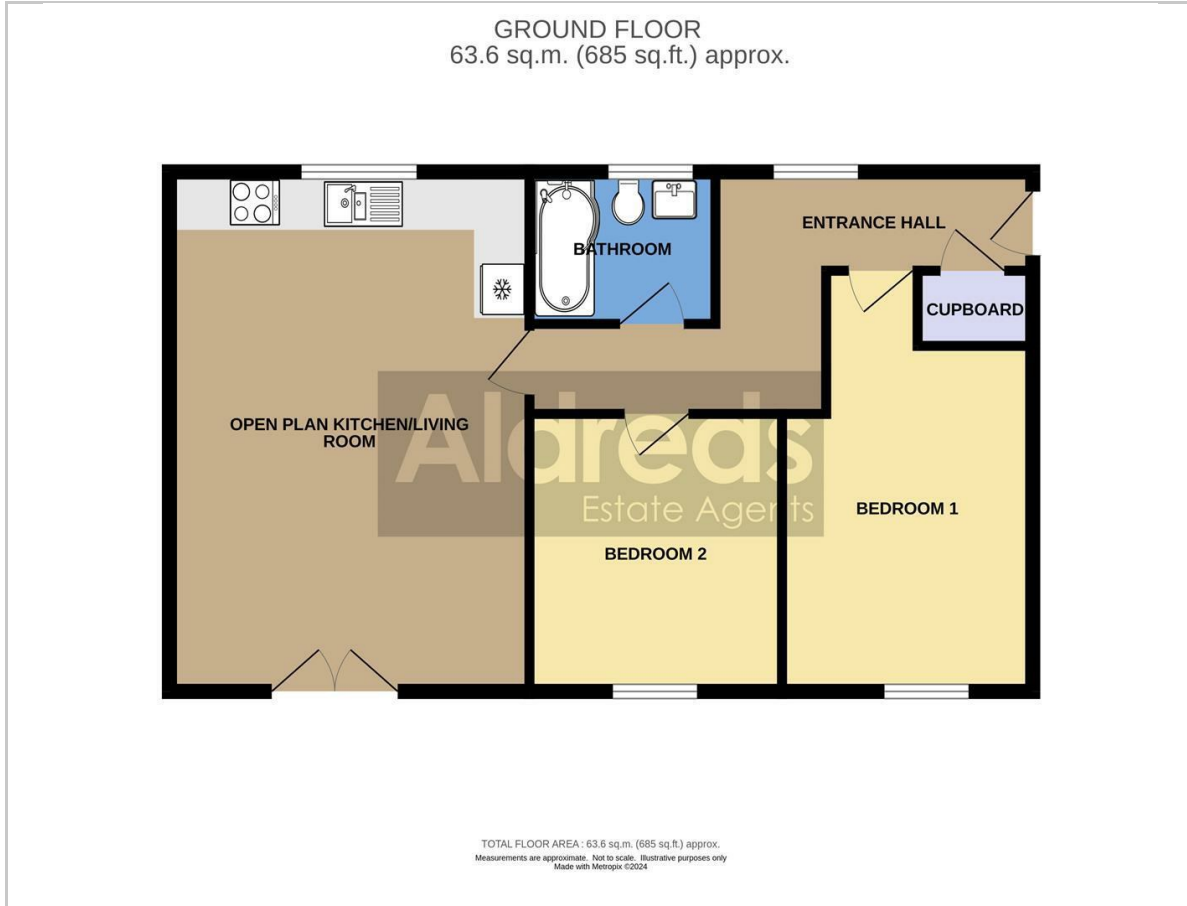 GROUND FLOOR
63.6 sq.m. (685 sq.ft.) approx.
ENTRANCE HALL
BATHROOM
CUPBOARD
OPEN PLAN KITCHEN/LIVING
ROOM
Aldreds
Estate Agents
BEDROOM 1
BEDROOM 2
TOTAL FLOOR AREA : 63.6 sq.m. (685 sq.ft.) approx.
Measurements are approximate. Not to scale. Illustrative purposes only
Made with Metropix ©2024